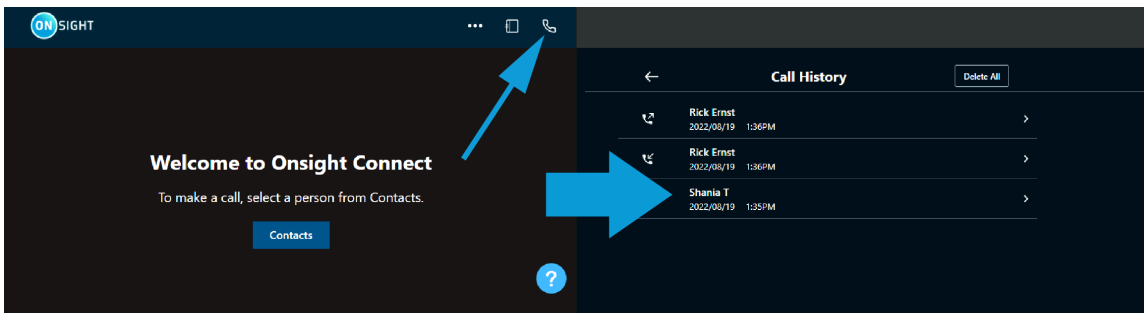 ONSIGHT
Welcome to Onsight Connect
To make a call, select a person from Contacts.
Contacts
?
Call History
Delete All
Rick Ernst
2022/08/19 1:36PM
Rick Ernst
2022/08/19 1:36PM
Shania T
2022/08/19 1:35PM